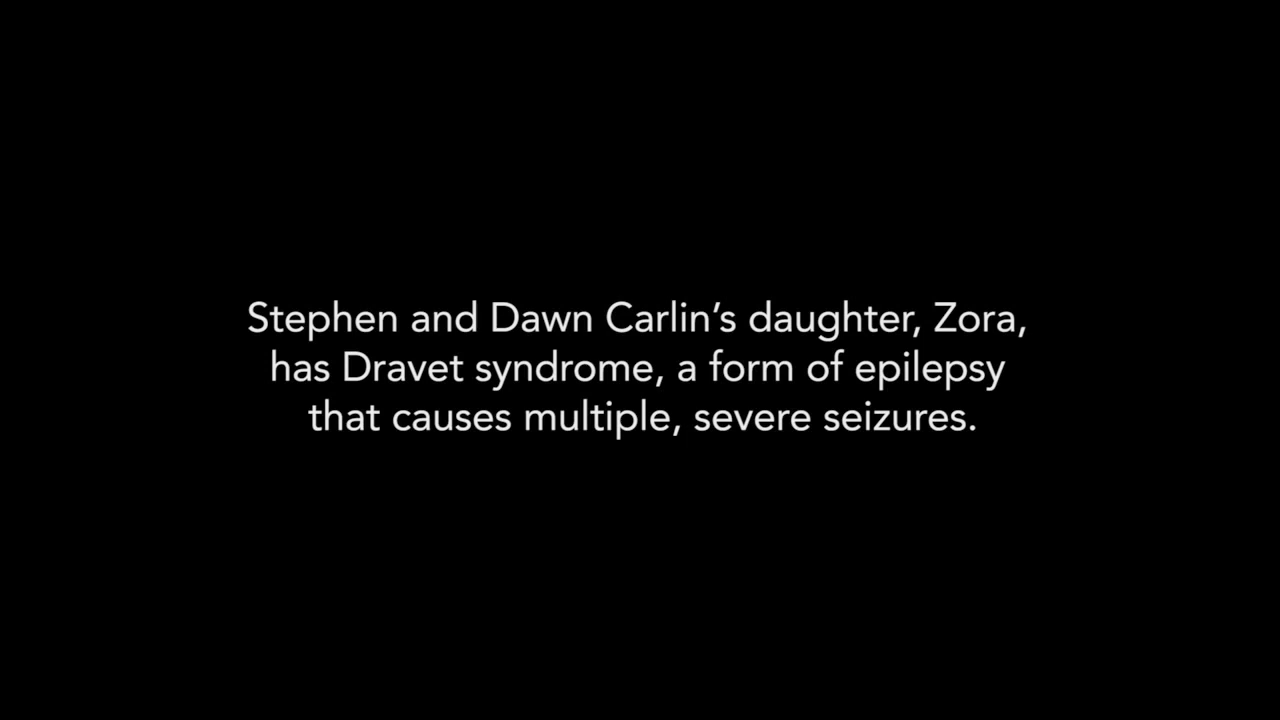 Stephen and Dawn Carlin’s daughter, Zora,
has Dravet syndrome, a form of epilepsy
that causes multiple, severe seizures.